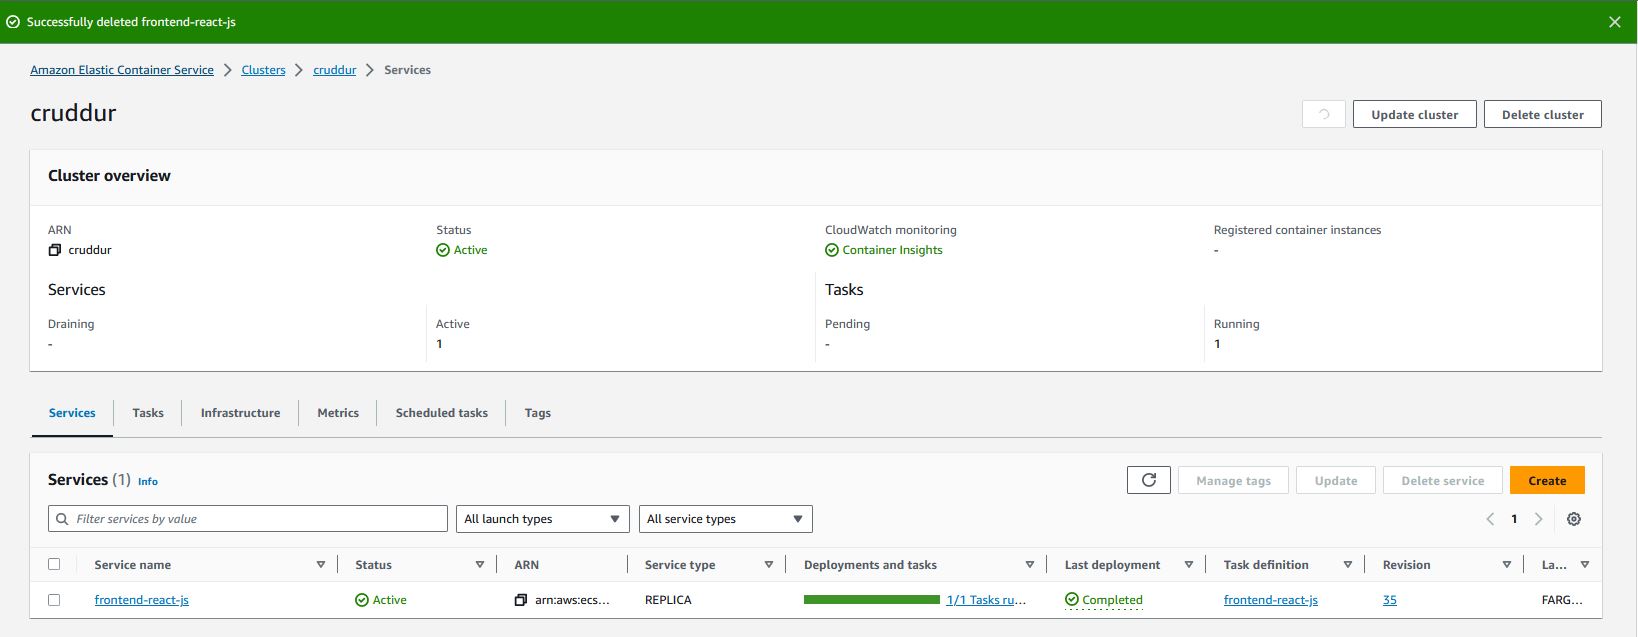 Successfully deleted frontend-react-js
Amazon Elastic Container Service > Clusters > cruddur > Services
cruddur
Update cluster
Delete cluster
Cluster overview
ARN
cruddur
Status
Active
CloudWatch monitoring
Container Insights
Registered container instances
-
Services
Tasks
Draining
-
Active
1
Pending
-
Running
1
Services
Tasks
Infrastructure
Metrics
Scheduled tasks
Tags
Services (1) Info
Manage tags
Update
Delete service
Create
Filter services by value
All launch types
All service types
1
Service name
Status
ARN
Service type
Deployments and tasks
Last deployment
Task definition
Revision
La...
frontend-react-js
Active
arn:aws:ecs...
REPLICA
1/1 Tasks ru...
Completed
frontend-react-js
35
FARG...